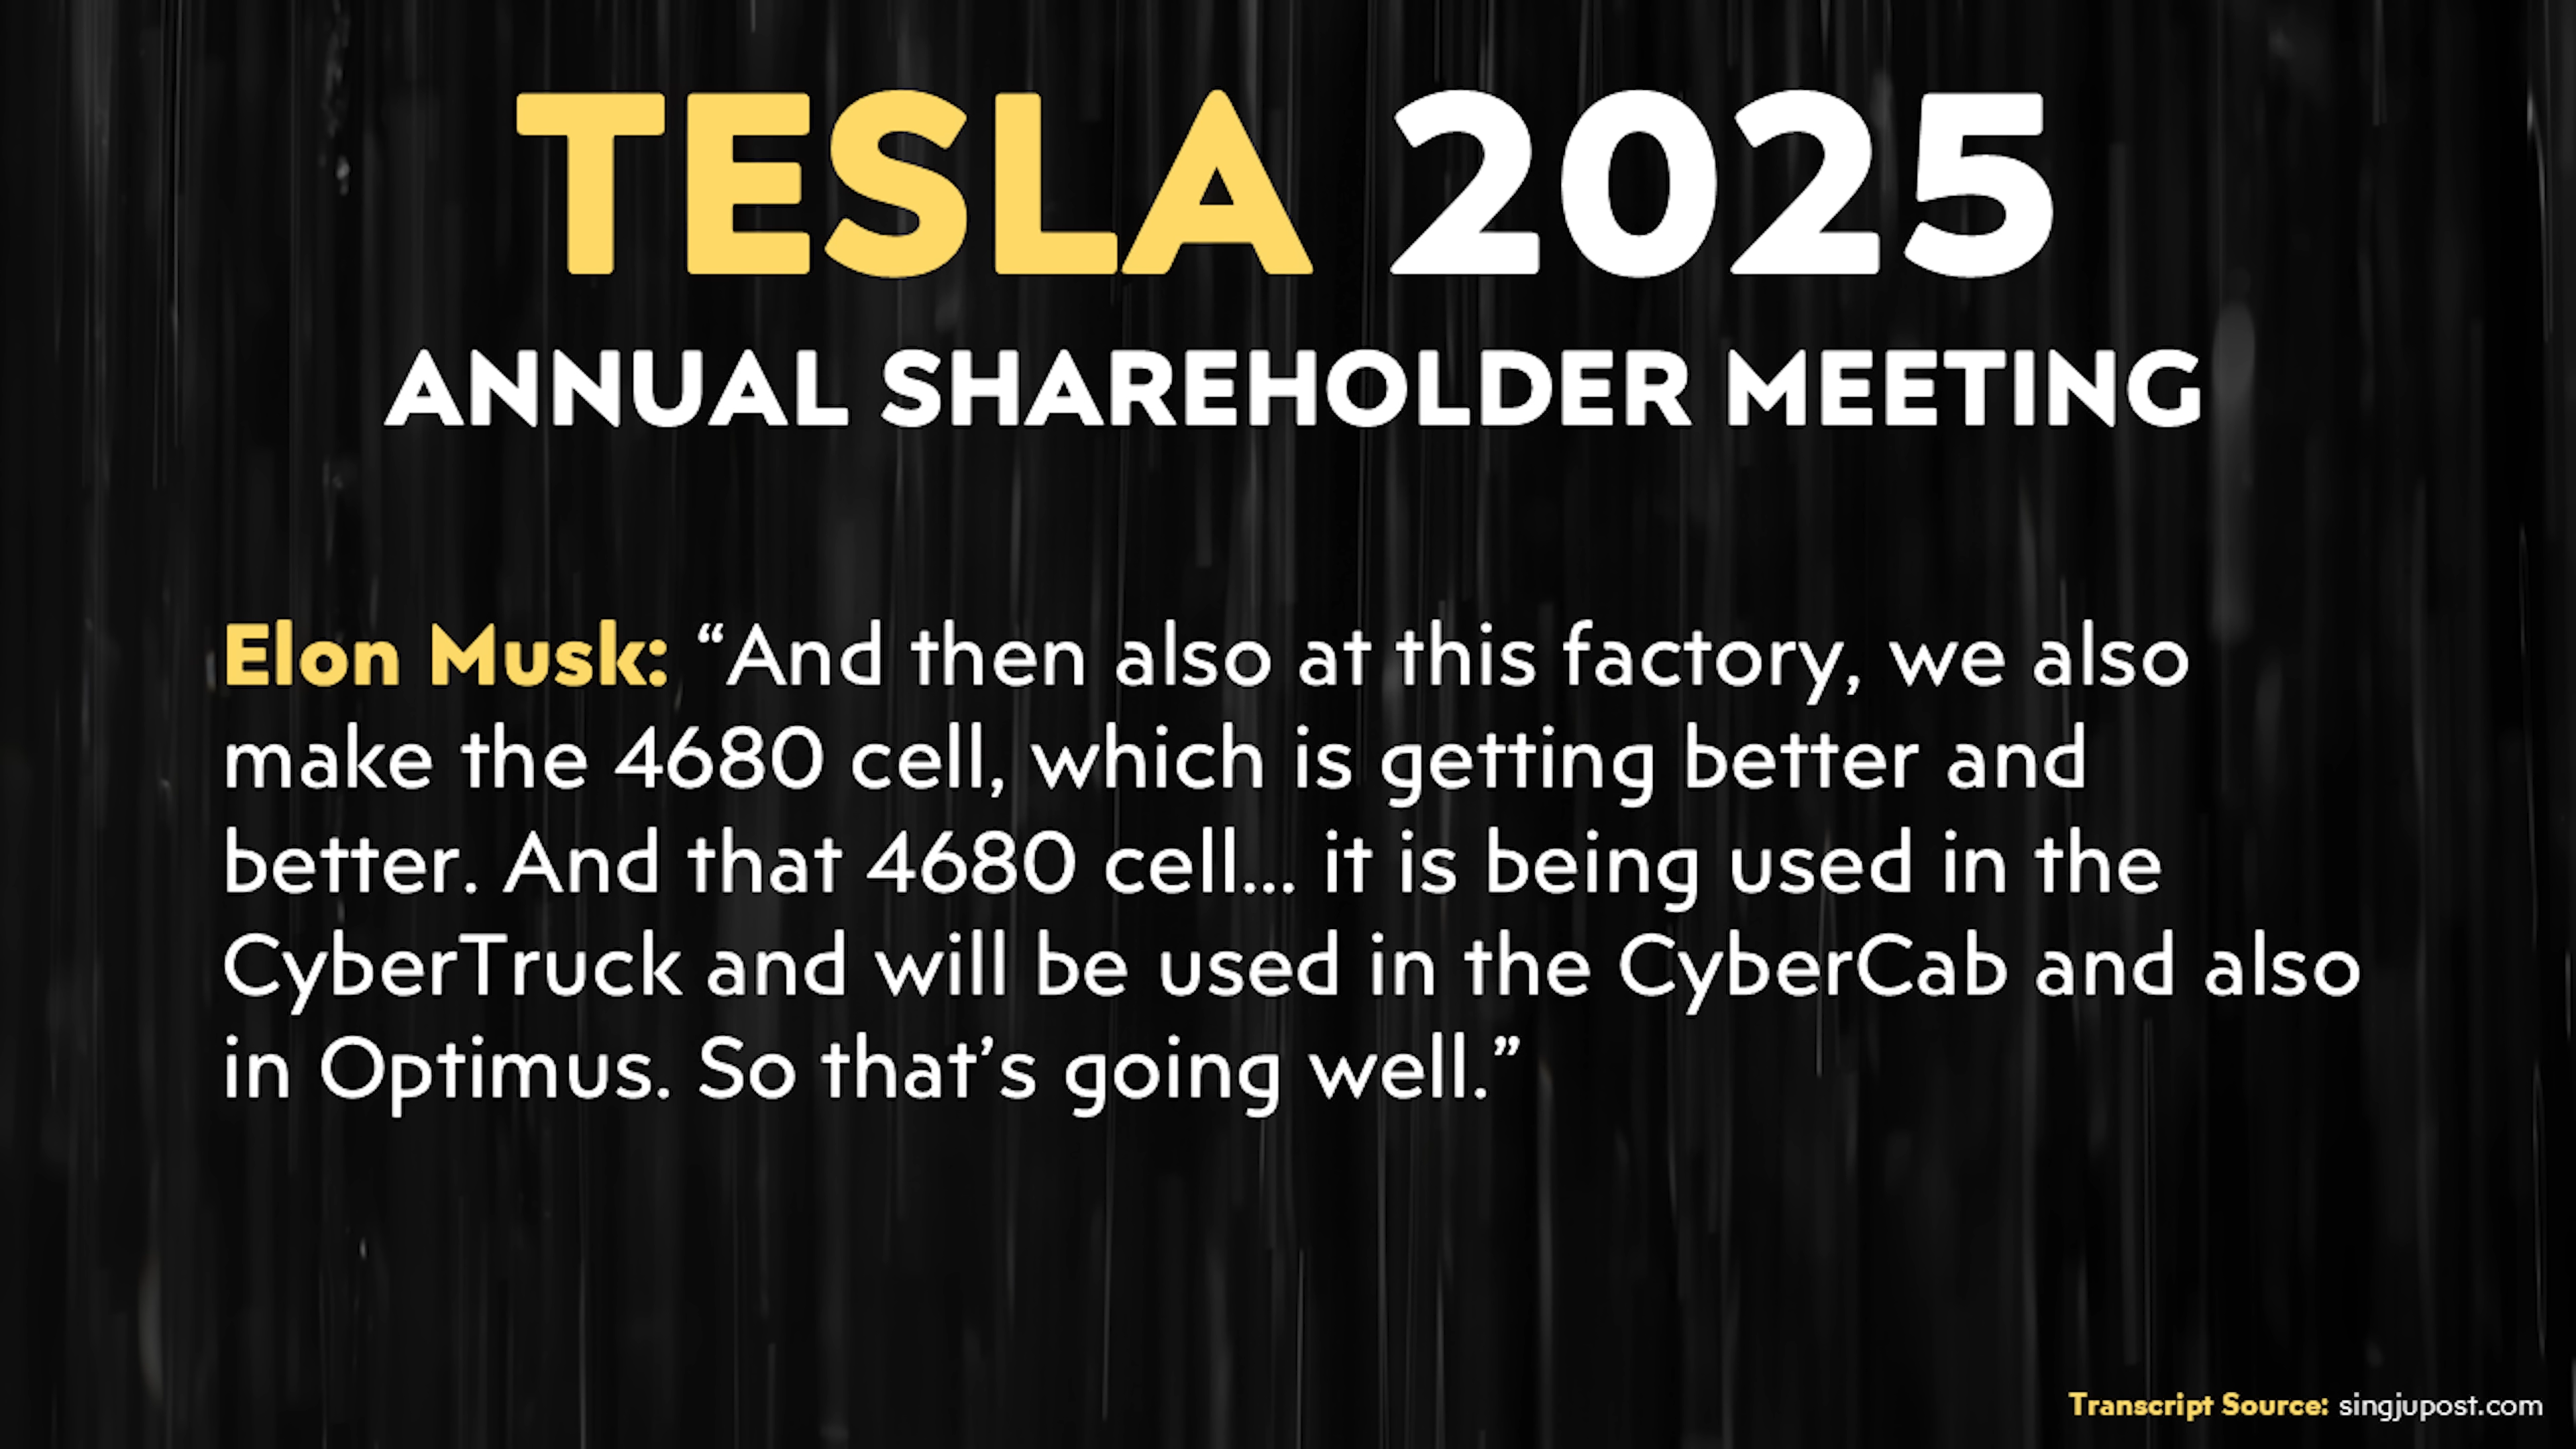 TESLA 2025
ANNUAL SHAREHOLDER MEETING
Elon Musk: “And then also at this factory, we also
make the 4680 cell, which is getting better and
better. And that 4680 cell... it is being used in the
CyberTruck and will be used in the CyberCab and also
in Optimus. So that’s going well.”
Transcript Source: singjupost.com